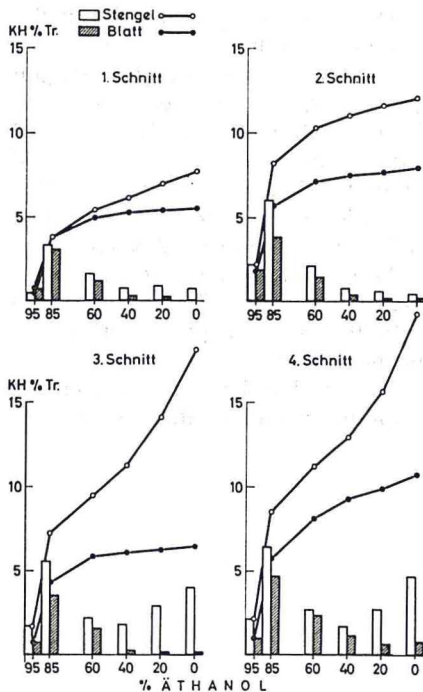 KH % Tr.
Stengel
Blatt
1. Schnitt
2. Schnitt
15
10
5
15
10
5
95 85 60 40 20 0
95 85 60 40 20 0
KH % Tr.
3. Schnitt
4. Schnitt
15
10
5
15
10
5
95 85 60 40 20 0
95 85 60 40 20 0
% ÄTHANOL